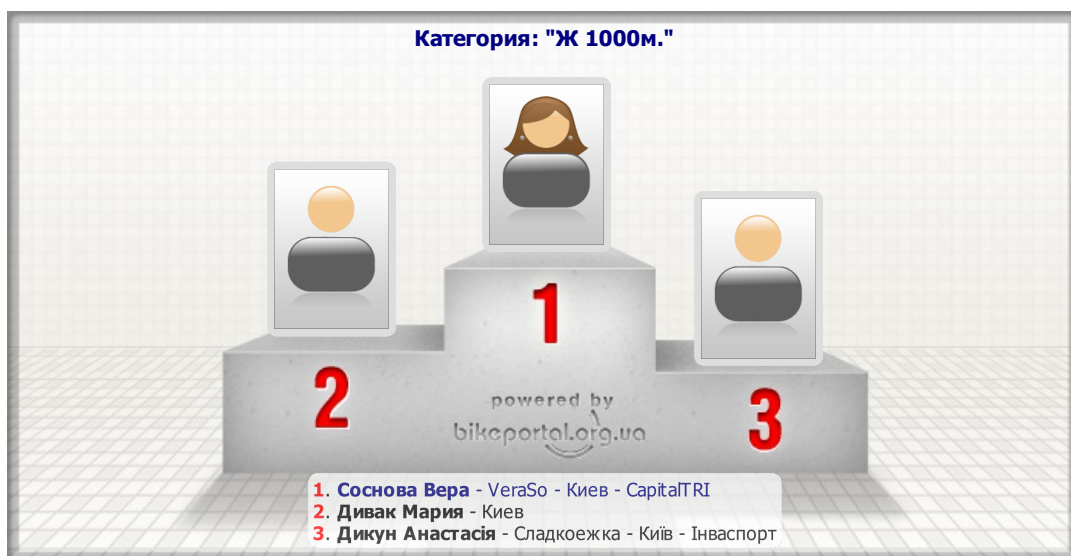 Категория: "Ж 1000м."
1
2
3
powered by
bikeportal.org.ua
1. Соснова Вера - VeraSo - Киев - CapitalTRI
2. Дивак Мария - Киев
3. Дикун Анастасія - Сладкоежка - Київ - Інваспорт